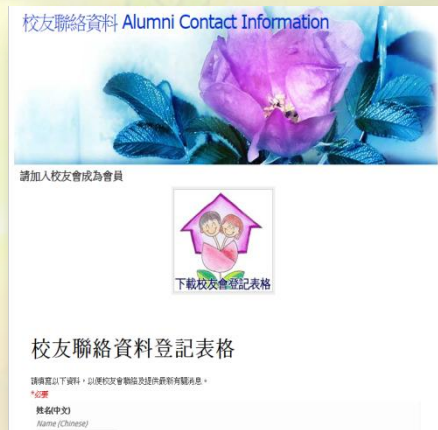 校友聯絡資料 Alumni Contact Information
請加入校友會成為會員
下載校友會登記表格
校友聯絡資料登記表格
請填寫以下資料，以便校友會聯絡及提供最新有關消息。
*必要
姓名(中文)
Name (Chinese)